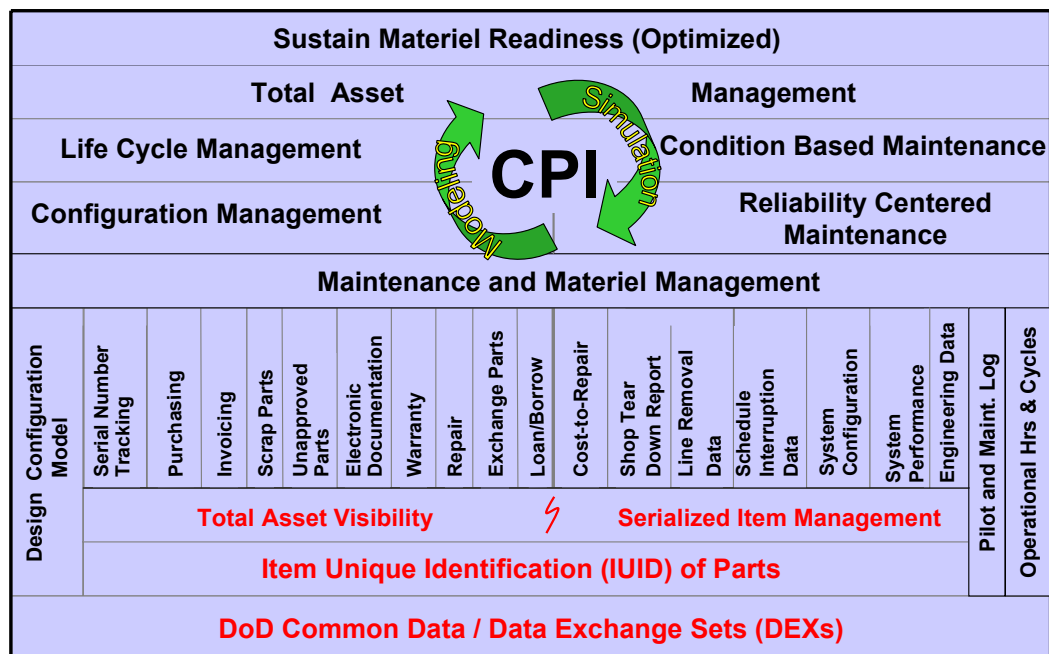 Sustain Materiel Readiness (Optimized)
Total Asset
Management
Life Cycle Management
Condition Based Maintenance
Configuration Management
Reliability Centered
Maintenance
Modeling
CPI
Simulation
Maintenance and Materiel Management
Design Configuration
Model
Serial Number
Tracking
Purchasing
Invoicing
Scrap Parts
Unapproved
Parts
Electronic
Documentation
Warranty
Repair
Exchange Parts
Loan/Borrow
Cost-to-Repair
Shop Tear
Down Report
Line Removal
Data
Schedule
Interruption
Data
System
Configuration
System
Performance
Engineering Data
Pilot and Maint. Log
Operational Hrs & Cycles
Total Asset Visibility
Serialized Item Management
Item Unique Identification (IUID) of Parts
DoD Common Data / Data Exchange Sets (DEXs)